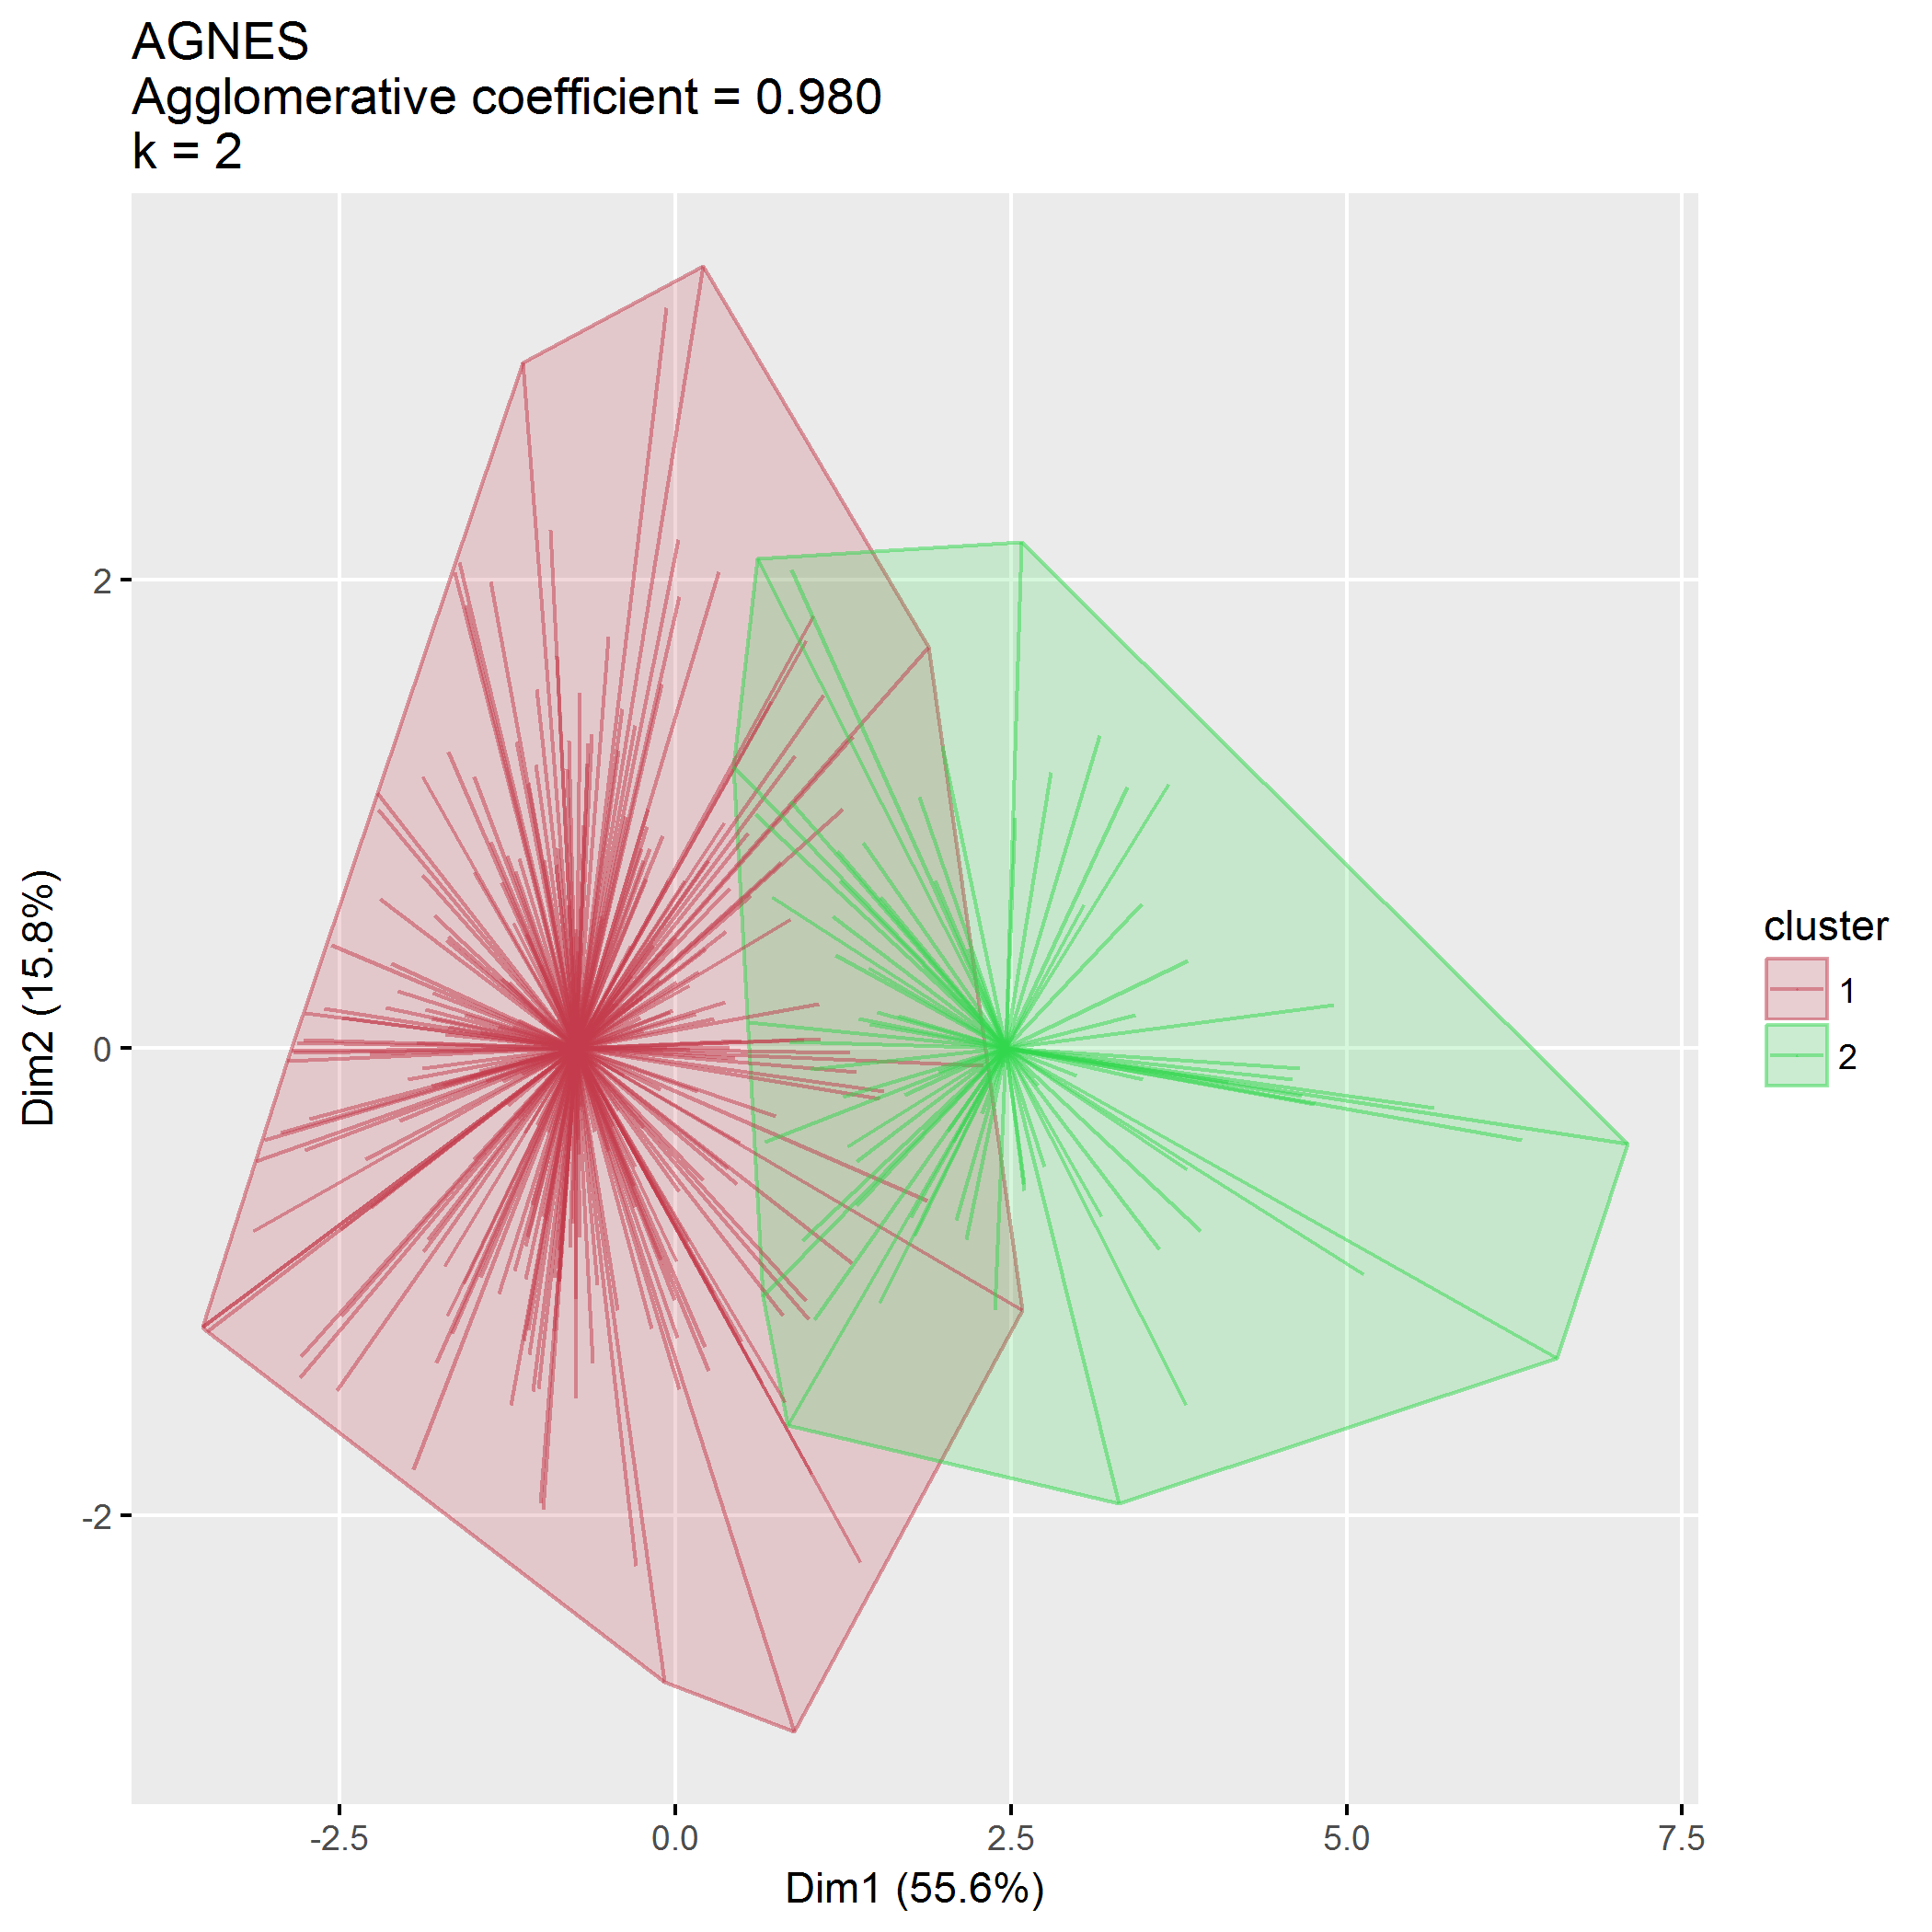 AGNES
Agglomerative coefficient = 0.980
k = 2
2
0
-2
Dim2 (15.8%)
-2.5
0.0
2.5
5.0
7.5
Dim1 (55.6%)
cluster
1
2